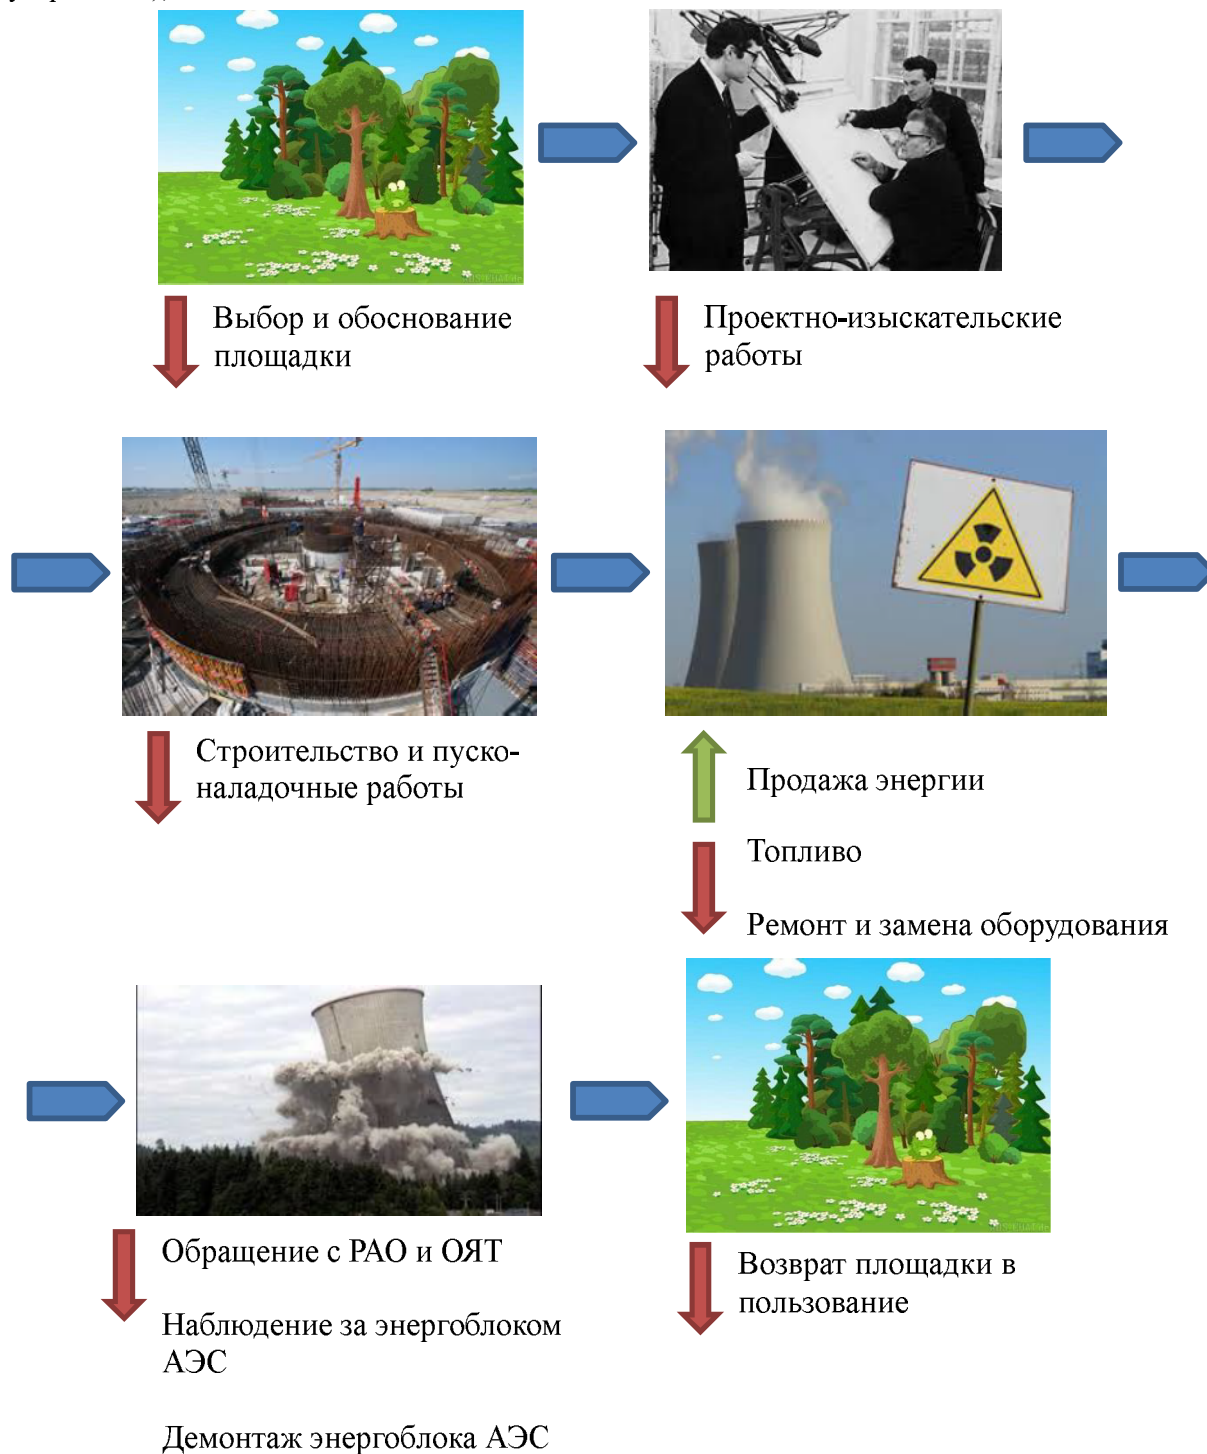 Выбор и обоснование
площадки
Проектно-изыскательские
работы
Строительство и пуско-
наладочные работы
Продажа энергии
Топливо
Ремонт и замена оборудования
Обращение с РАО и ОЯТ
Наблюдение за энергоблоком
АЭС
Демонтаж энергоблока АЭС
Возврат площадки в
пользование